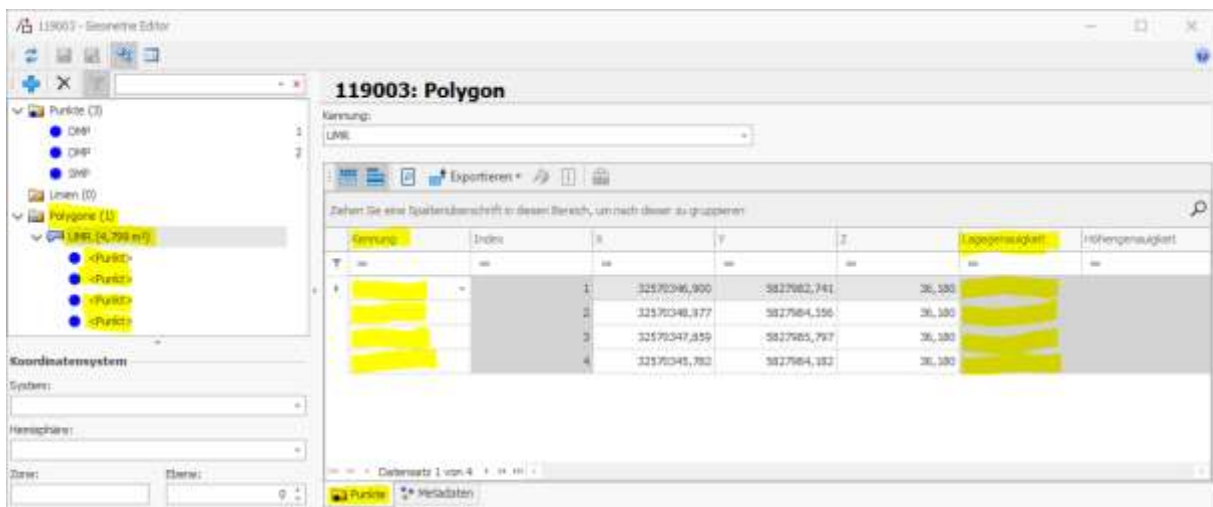 119003 - Geometrie Editor
119003: Polygon
Punkte (3)
DMP 1
DMP 2
SMP
Linien (0)
Polygone (1)
UMR (4,799 m²)
<Punkt>
<Punkt>
<Punkt>
<Punkt>
Koordinatensystem
System:
Hemisphäre:
Zone: Ebene:
0
Kennung:
UMR
Exportieren
Ziehen Sie eine Spaltenüberschrift in diesen Bereich, um nach dieser zu gruppieren
Kennung Index X Y Z Lagegenauigkeit Höhengenauigkeit
1 32570346,900 5827982,741 36,180
2 32570348,977 5827984,356 36,180
3 32570347,859 5827985,797 36,180
4 32570345,782 5827984,182 36,180
Datensatz 1 von 4
Punkte Metadaten